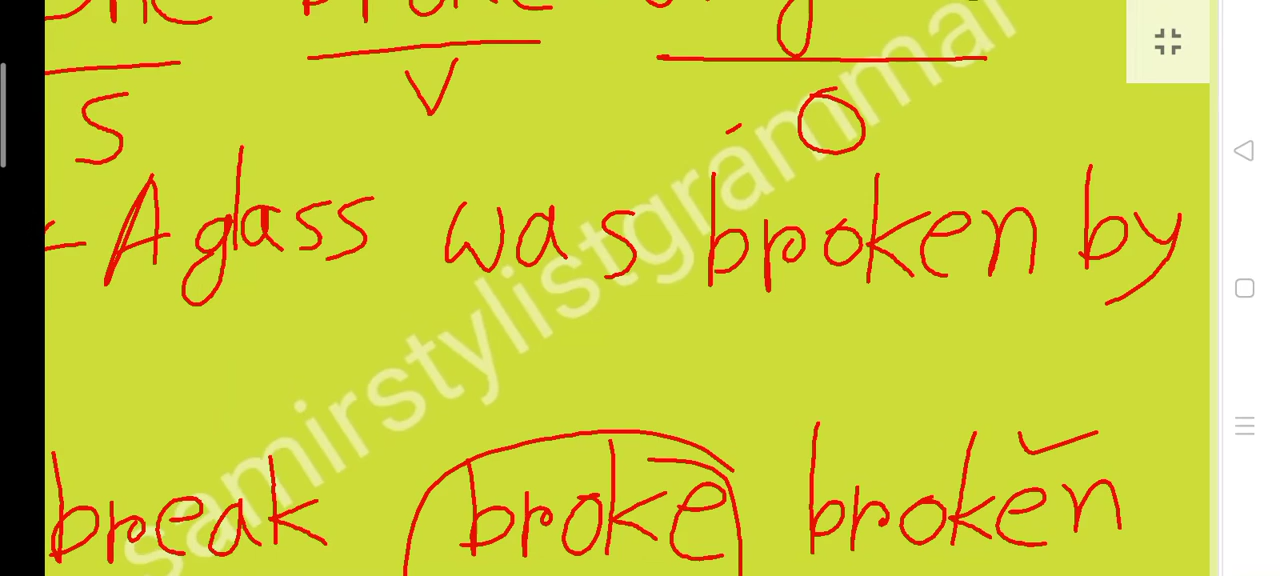 S V O
- A glass was broken by
break broke broken
samirstylistgrammar